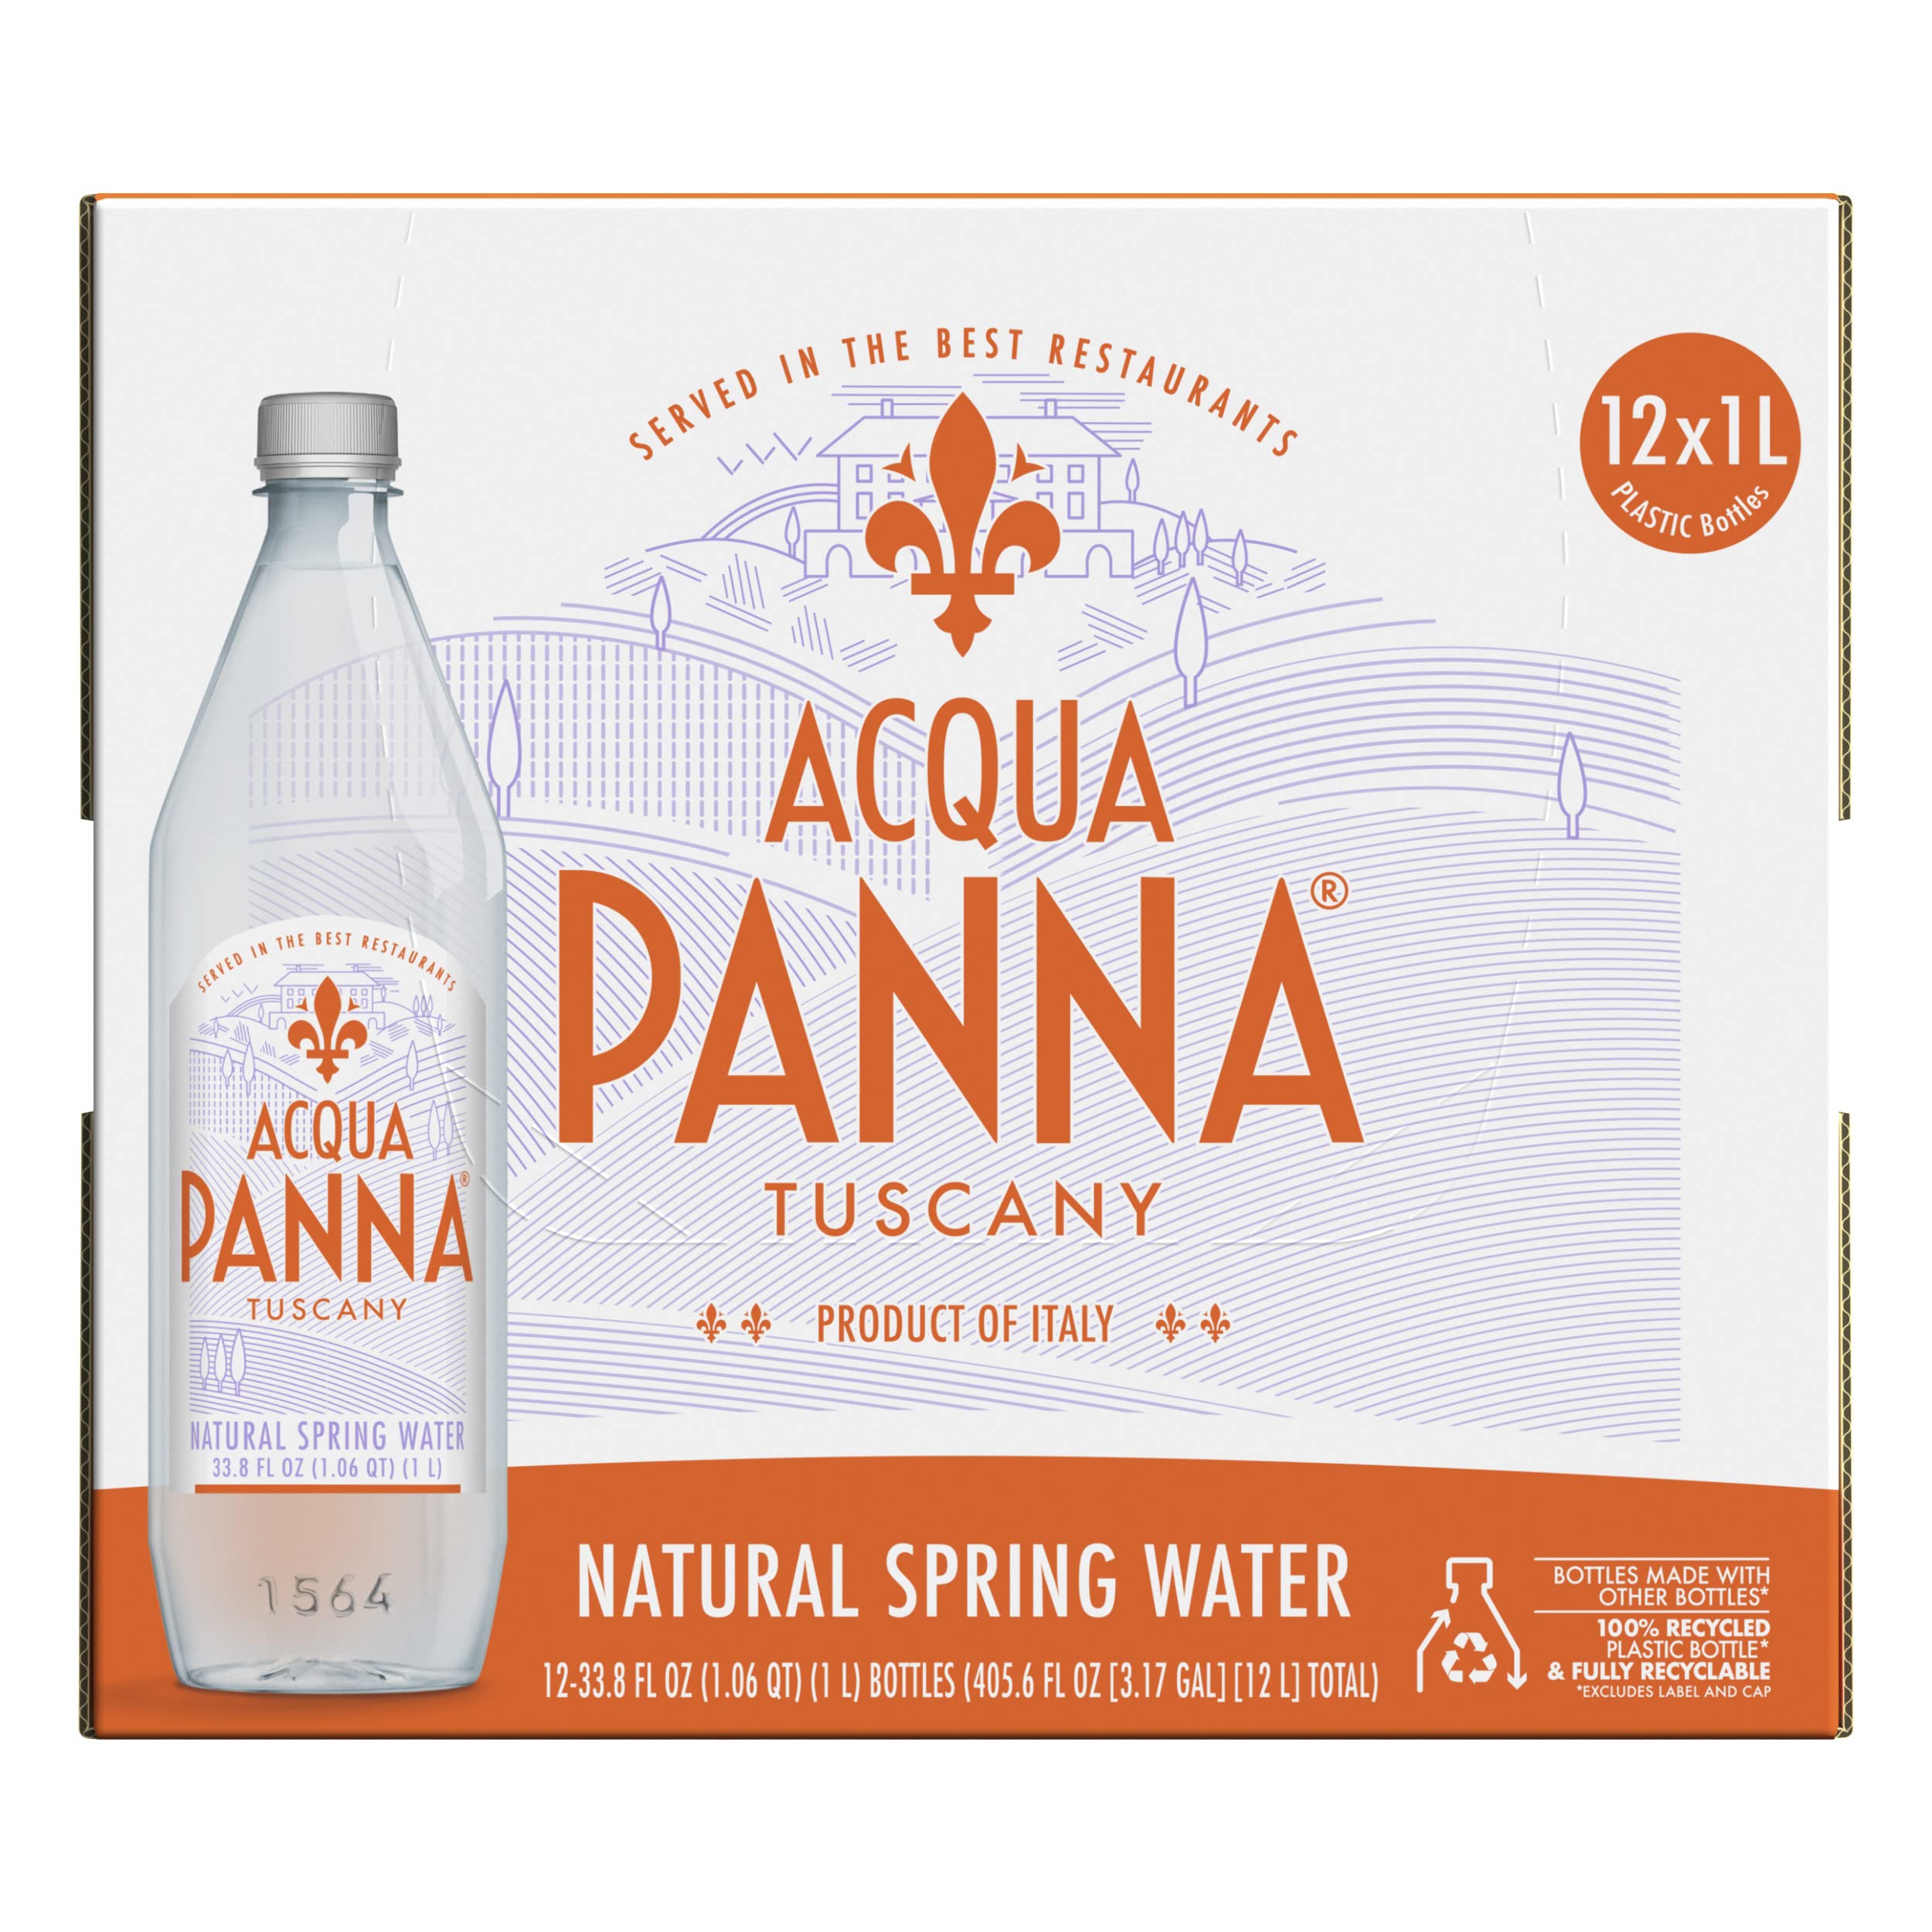 SERVED IN THE BEST RESTAURANTS
12x1L
PLASTIC Bottles
ACQUA
PANNA®
TUSCANY
PRODUCT OF ITALY
SERVED IN THE BEST RESTAURANTS
ACQUA
PANNA®
TUSCANY
NATURAL SPRING WATER
33.8 FL OZ (1.06 QT) (1 L)
1564
NATURAL SPRING WATER
12-33.8 FL OZ (1.06 QT) (1 L) BOTTLES (405.6 FL OZ [3.17 GAL] [12 L] TOTAL)
BOTTLES MADE WITH
OTHER BOTTLES*
100% RECYCLED
PLASTIC BOTTLE*
& FULLY RECYCLABLE
*EXCLUDES LABEL AND CAP